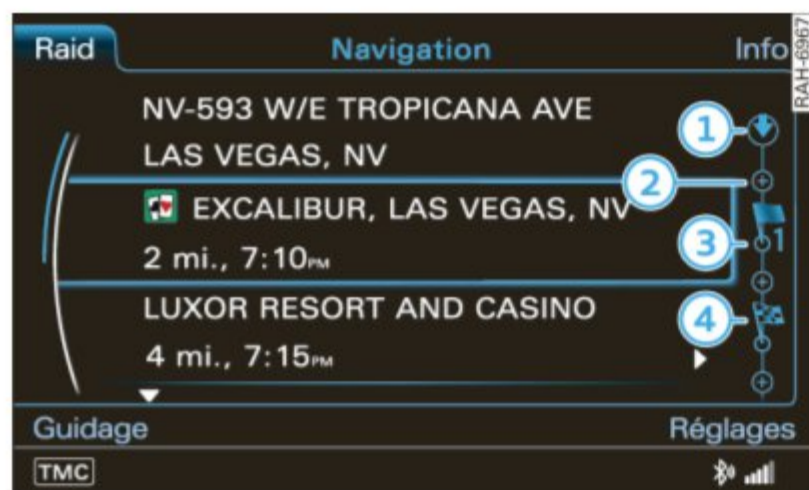 Raid Navigation Info
RAH-6967
NV-593 W/E TROPICANA AVE
LAS VEGAS, NV
EXCALIBUR, LAS VEGAS, NV
2 mi., 7:10PM
LUXOR RESORT AND CASINO
4 mi., 7:15PM
1
2
3
1
4
Guidage Réglages
TMC